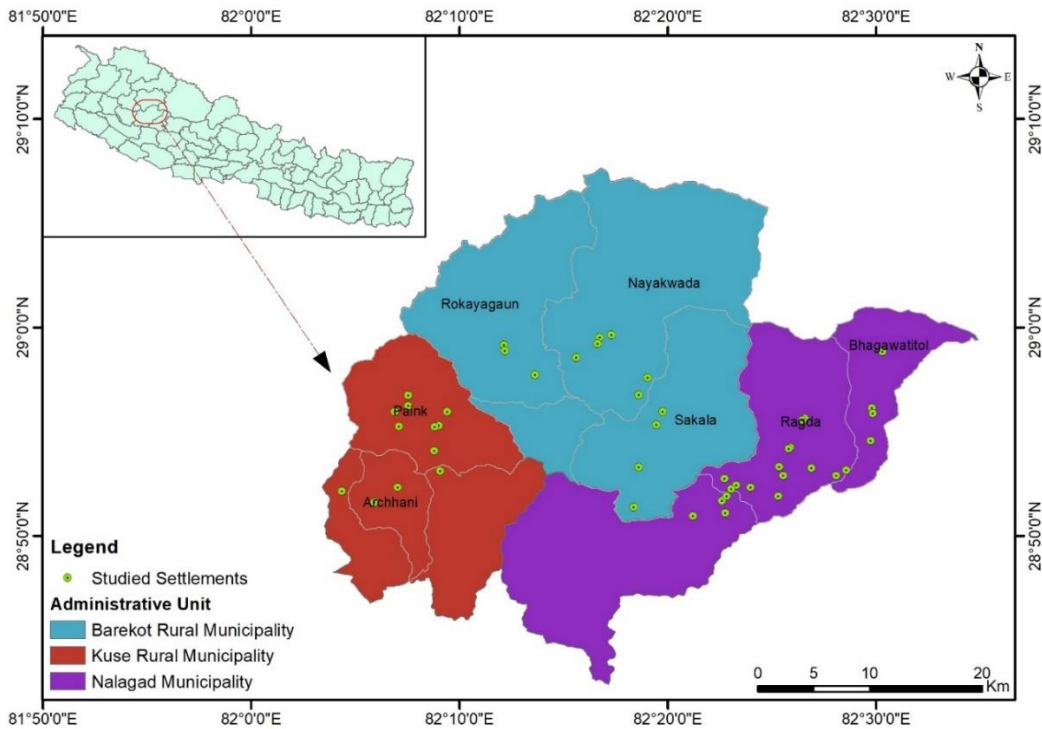 81°50'0"E 82°0'0"E 82°10'0"E 82°20'0"E 82°30'0"E
N
W E
S
29°10'0"N 29°10'0"N
Nayakwada
Rokayagaun
29°0'0"N 29°0'0"N
Bhagawatitol
Paink
Sakala
Ragda
Archhani
28°50'0"N 28°50'0"N
Legend
Studied Settlements
Administrative Unit
Barekot Rural Municipality
Kuse Rural Municipality
Nalagad Municipality
0 5 10 20
Km
81°50'0"E 82°0'0"E 82°10'0"E 82°20'0"E 82°30'0"E